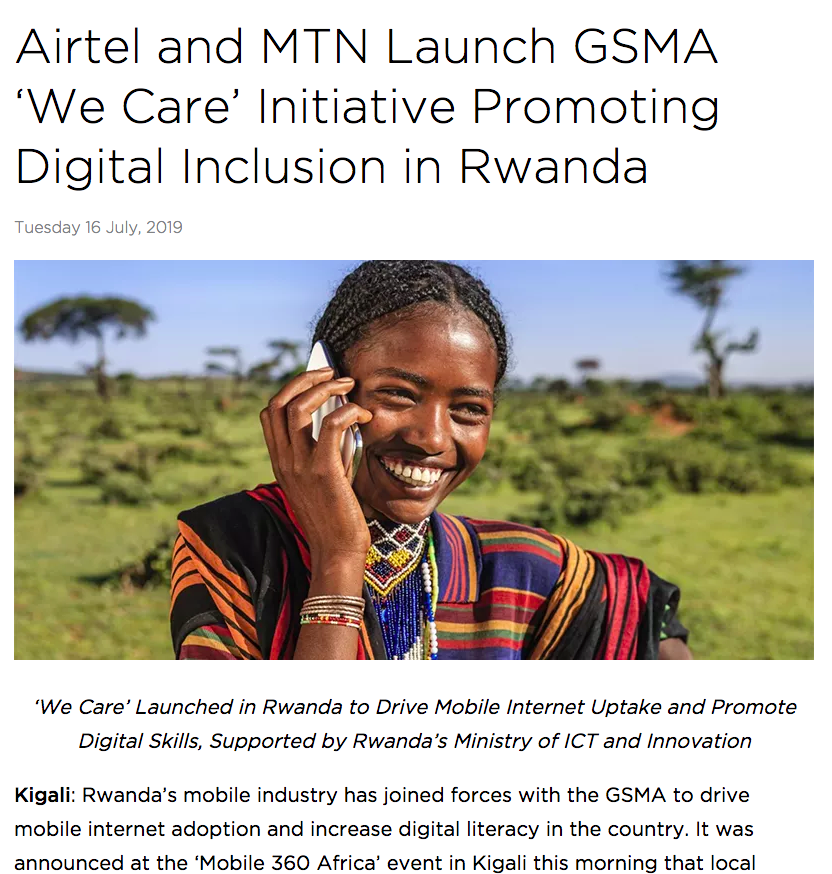 Airtel and MTN Launch GSMA
‘We Care’ Initiative Promoting
Digital Inclusion in Rwanda
Tuesday 16 July, 2019
‘We Care’ Launched in Rwanda to Drive Mobile Internet Uptake and Promote
Digital Skills, Supported by Rwanda’s Ministry of ICT and Innovation
Kigali: Rwanda’s mobile industry has joined forces with the GSMA to drive
mobile internet adoption and increase digital literacy in the country. It was
announced at the ‘Mobile 360 Africa’ event in Kigali this morning that local